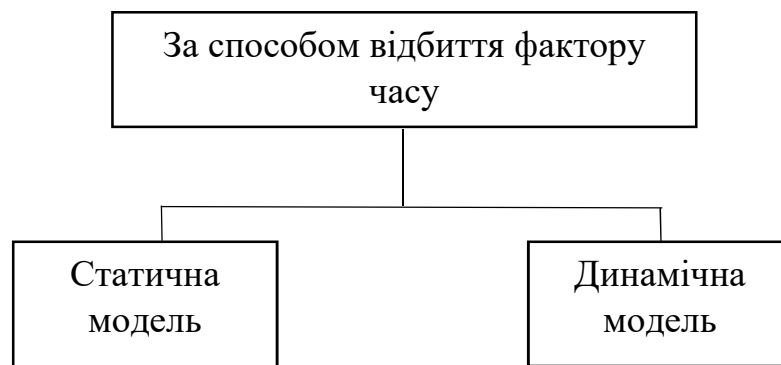 За способом відбиття фактору
часу
Статична
модель
Динамічна
модель